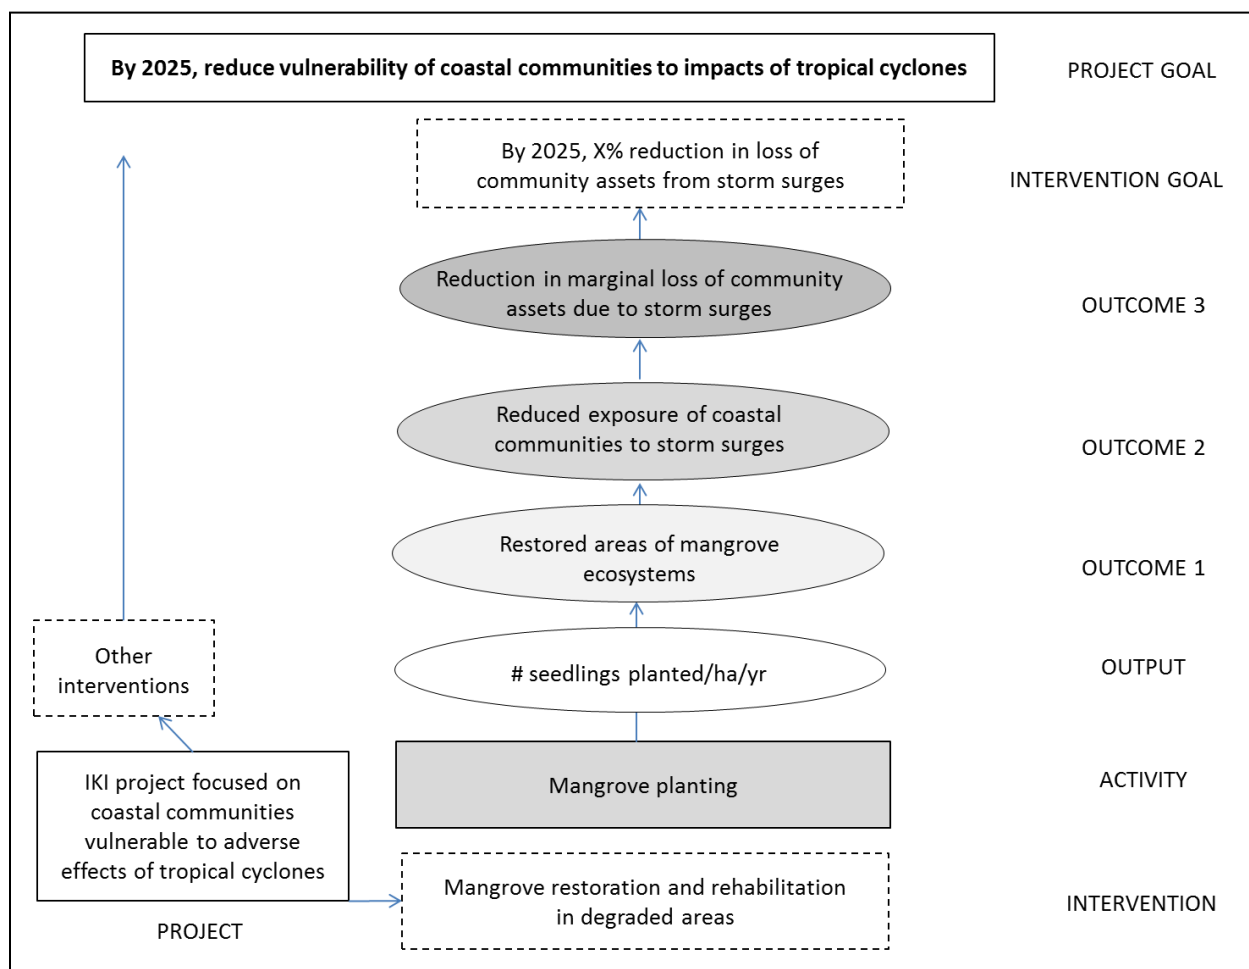 By 2025, reduce vulnerability of coastal communities to impacts of tropical cyclones
PROJECT GOAL
By 2025, X% reduction in loss of
community assets from storm surges
INTERVENTION GOAL
Reduction in marginal loss of community
assets due to storm surges
OUTCOME 3
Reduced exposure of coastal
communities to storm surges
OUTCOME 2
Restored areas of mangrove
ecosystems
OUTCOME 1
Other
interventions
# seedlings planted/ha/yr
OUTPUT
IKI project focused on
coastal communities
vulnerable to adverse
effects of tropical cyclones
PROJECT
Mangrove planting
ACTIVITY
Mangrove restoration and rehabilitation
in degraded areas
INTERVENTION